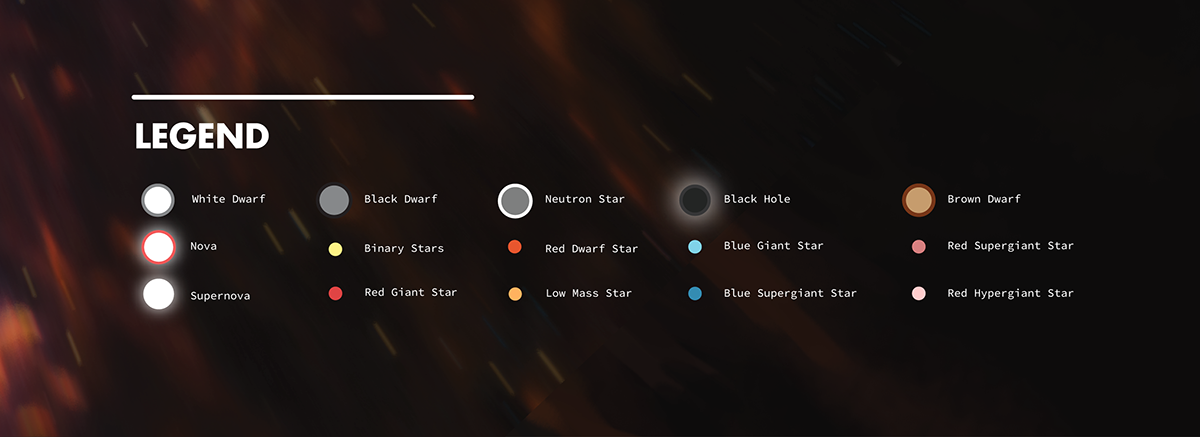 LEGEND
White Dwarf
Black Dwarf
Neutron Star
Black Hole
Brown Dwarf
Nova
Binary Stars
Red Dwarf Star
Blue Giant Star
Red Supergiant Star
Supernova
Red Giant Star
Low Mass Star
Blue Supergiant Star
Red Hypergiant Star